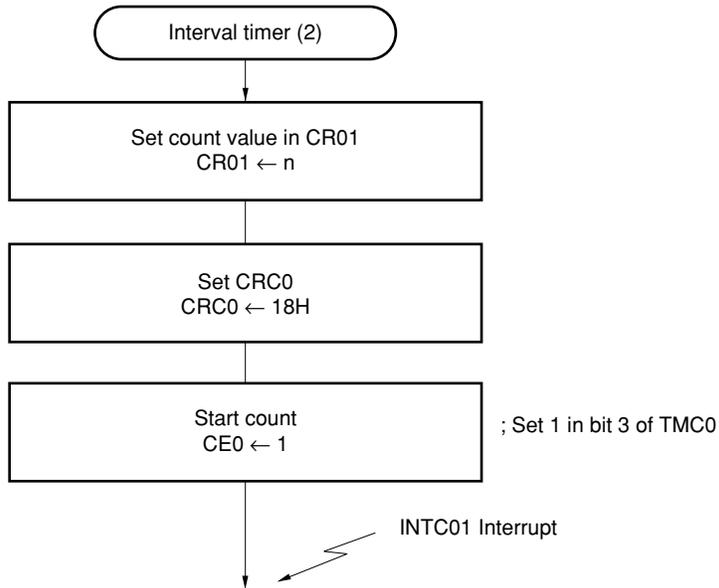 Interval timer (2)
Set count value in CR01
CR01 ← n
Set CRC0
CRC0 ← 18H
Start count
CE0 ← 1
; Set 1 in bit 3 of TMC0
INTC01 Interrupt